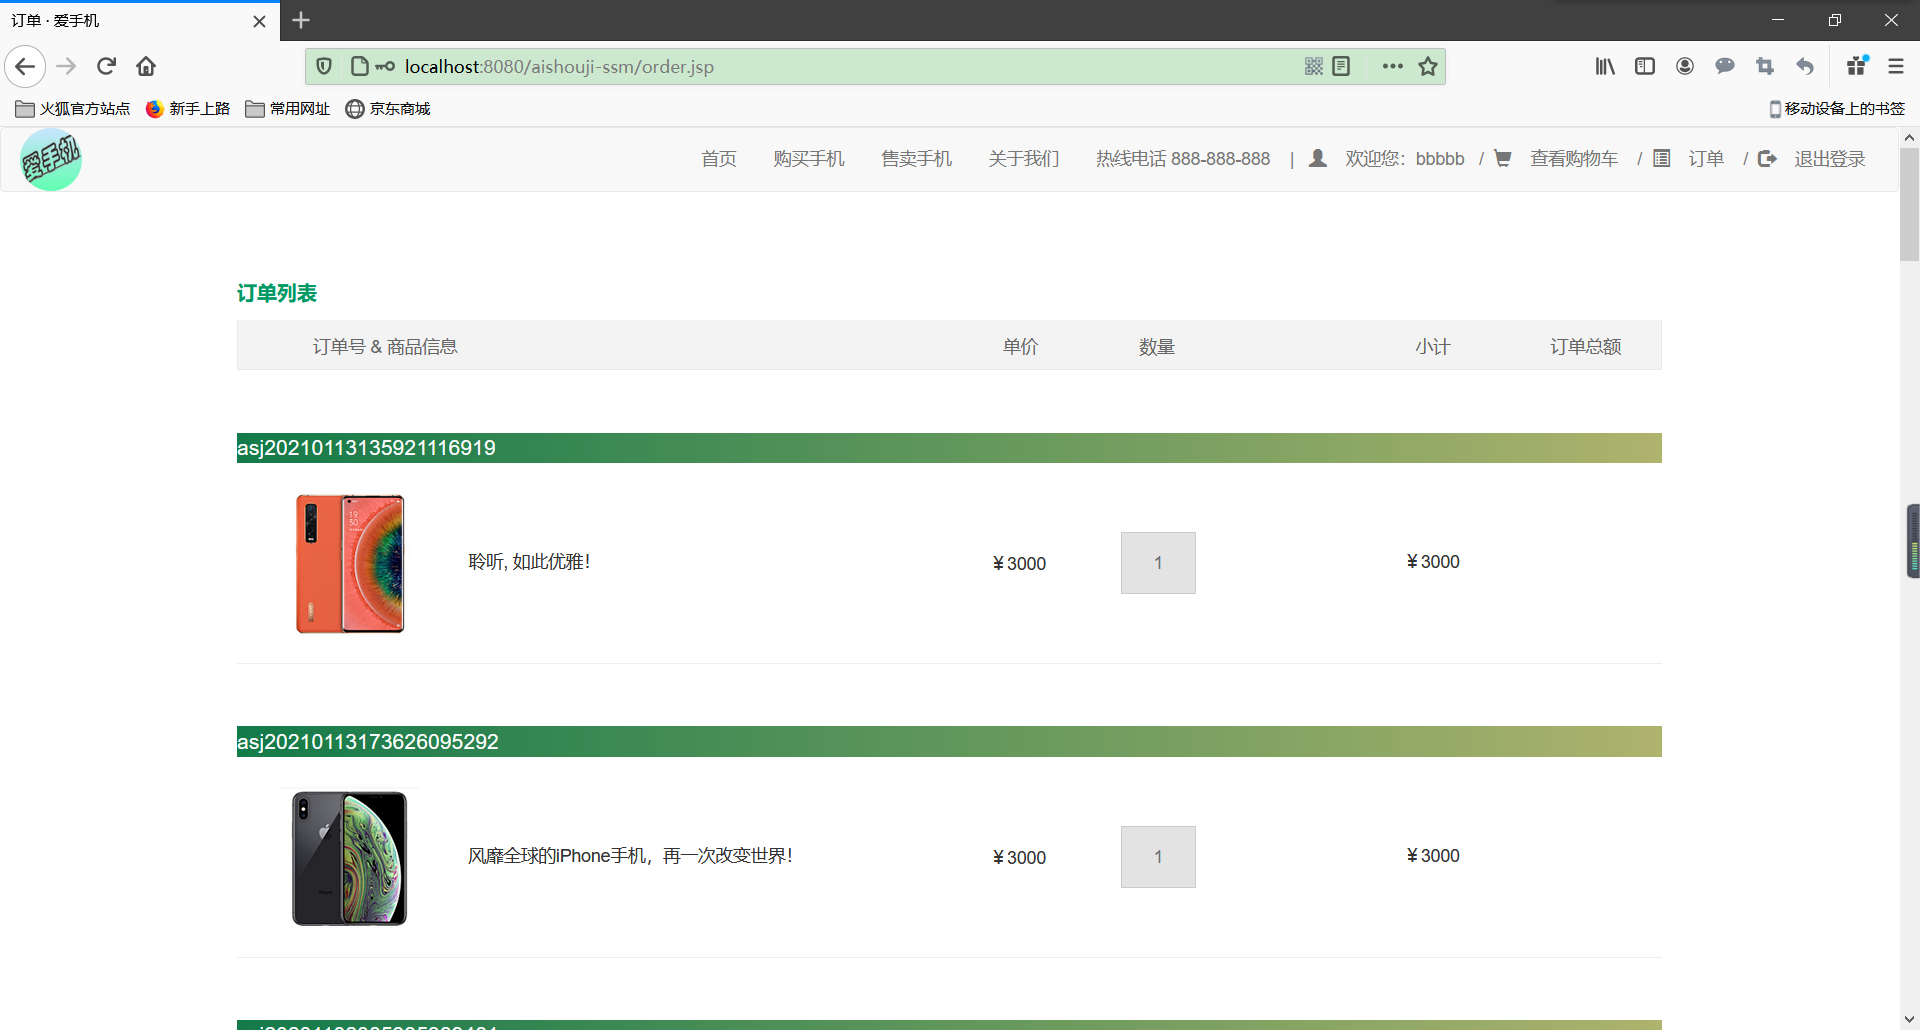 订单 · 爱手机
localhost:8080/aishouji-ssm/order.jsp
火狐官方站点 新手上路 常用网址 京东商城 移动设备上的书签
爱手机
首页 购买手机 售卖手机 关于我们 热线电话 888-888-888 | 欢迎您：bbbbb / 查看购物车 / 订单 / 退出登录
订单列表
订单号 & 商品信息 单价 数量 小计 订单总额
asj20210113135921116919
19
30
聆听, 如此优雅！ ¥ 3000 1 ¥ 3000
asj20210113173626095292
风靡全球的iPhone手机，再一次改变世界！ ¥ 3000 1 ¥ 3000